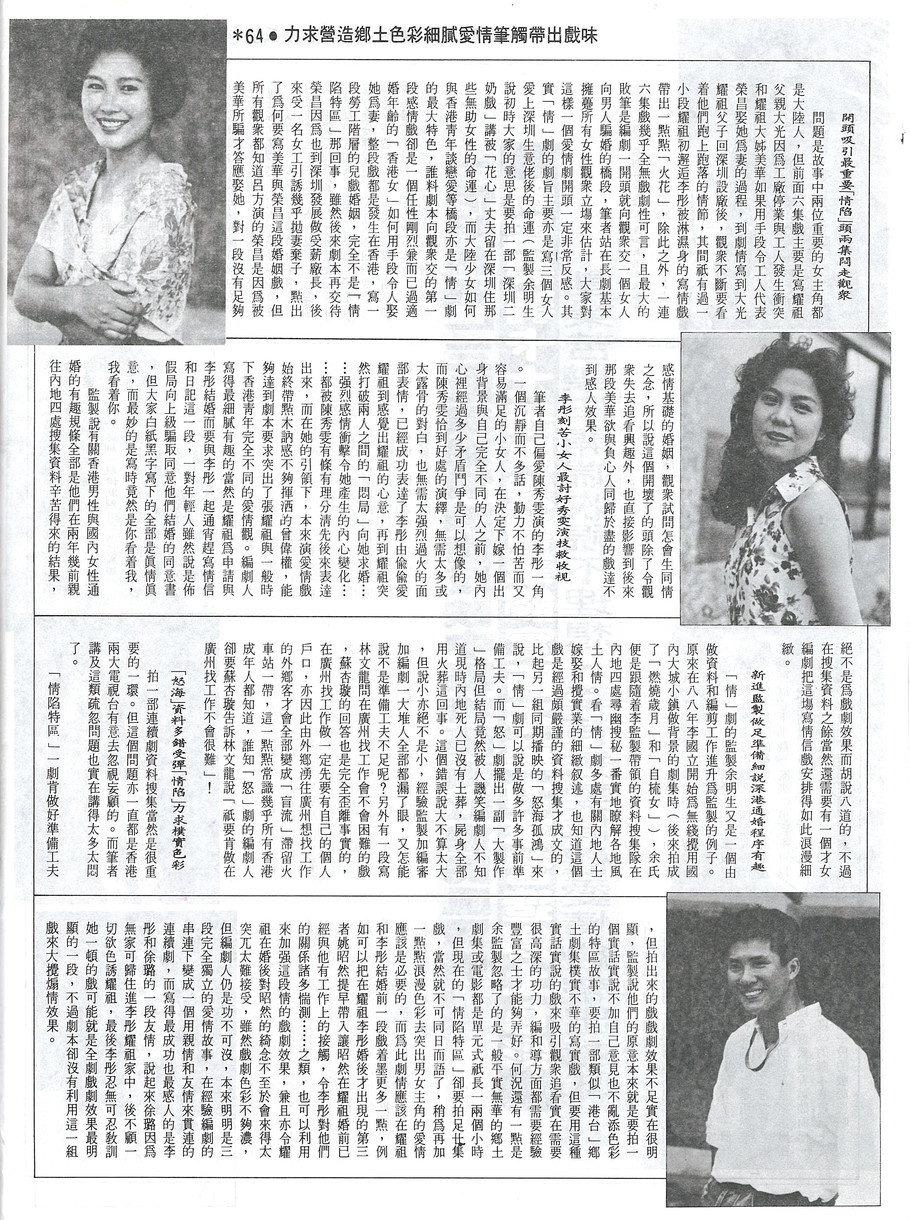 *64●力求營造鄉土色彩細膩愛情筆觸帶出戲味
開頭吸引最重要「情陷」頭兩集悶走觀眾
問題是故事中兩位重要的女主角都
是大陸人，但前面六集戲主要是寫耀祖
父親大光因爲工廠停業與工人發生衝突
和耀祖大姊美華如果用手段令工人代表
榮昌娶她爲妻的過程，到劇情寫到大光
耀祖父子回深圳設廠後，觀眾不斷要看
着他們跑上跑落的情節，其間祇有過一
小段耀祖初邂逅李彤被淋濕身的寫情戲
帶出一點點「火花」，除此之外，一連
六集戲幾乎全無戲劇性可言，且最大的
敗筆是編劇一開頭就向觀眾交一個女人
向男人騙婚的橋段，筆者站在長劇基本
擁躉所有女性觀眾立場來估計，大家對
這樣一個愛情劇開頭一定非常反感。其
實「情」劇的劇旨主要亦是寫三個女人
愛上深圳生意佬後的命運（監製余明生
說初時大家的意思是要拍一部「深圳二
奶戲」講被「花心」丈夫留在深圳住那
些無助女性的命運），而大陸少女如何
與香港靑年談戀愛等橋段亦是「情」劇
的最大特色，誰料劇本向觀眾交的第一
段感情戲卻是一個任性剛烈兼而已過適
婚年齡的「香港女」如何用手段令人娶
她爲妻，整段戲都是發生在香港，寫一
段勞工階層的兒戲婚姻，完全不是「情
陷特區」那回事，雖然後來劇本再交待
榮昌因爲也到深圳發展做受薪廠長，後
來受一名女工引誘幾乎拋妻棄子，點出
了爲何要寫美華與榮昌這段婚姻戲，但
所有觀眾都知道呂方演的榮昌是因爲被
美華所騙才答應娶她，對一段沒有足夠
感情基礎的婚姻，觀眾試問怎會生同情
之念，所以說這個開壞了的頭除了令觀
衆失去追看興趣外，也直接影響到後來
那段美華欲與負心人同歸於盡的戲達不
到感人效果。
李彤刻苦小女人最討好秀雯演技救收視
筆者自己偏愛陳秀雯演的李彤一角
。一個沉靜而不多話，勤力不怕苦而又
容易滿足的小女人，在決定下嫁一個出
身背景與自己完全不同的人之前，她內
心裡經過多少矛盾鬥爭是可以想像的，
而陳秀雯恰到好處的演繹，無需太多或
太露骨的對白，也無需太强烈過火的面
部表情，已經成功表達了李彤由偷偷愛
耀祖到感覺出耀祖的心意，再到耀祖突
然打破兩人之間的「悶局」向她求婚…
…强烈感情衝擊令她產生的內心變化…
…都被陳秀雯有條有理分淸先後來表達
出來，而在她的引領下，本來演愛情戲
始終帶點木訥感不夠揮洒的曾偉權，能
夠達到劇本要求突出了張耀祖與一般時
下香港靑年完全不同的愛情觀。編劇人
寫得最細膩有趣的當然是耀祖爲申請與
李彤結婚而要與李彤一起通宵趕寫情信
和日記這一段，一對年輕人雖然說是佈
假局向上級騙取同意他們結婚的同意書
，但大家白紙黑字寫下的全部是眞情眞
意，而最妙的是寫時竟然是你看着我，
我看着你。
監製說有關香港男性與國內女性通
婚的有趣規條全部是他們在兩年幾前親
往內地四處搜集資料辛苦得來的結果，
絕不是爲戲劇效果而胡說八道的，不過
在搜集資料之餘當然還需要有一個才女
編劇把這場寫情信戲安排得如此浪漫細
緻。
新進監製做足準備細說深港通婚程序有趣
「情」劇的監製余明生又是一個由
做資料和編剪工作進升爲監製的例子。
原來在八八年李國立開始爲無綫攪用國
內大城小鎮做背景的劇集時（後來拍成
了「燃燒歲月」和「自梳女」），余氏
便是跟隨着李監製帶領的資料搜集隊在
內地四處尋幽搜秘一番實地瞭解各地風
土人情。看「情」劇多處有關內地人士
嫁娶和攪實業的細緻叙述，也知道這個
戲是經過頗嚴謹的資料搜集才成文的，
比起另一組同期播映的「怒海孤鴻」來
說，「情」劇可以說是做多許多事前準
備工夫。而「怒」劇擺出一副「大製作
」格局但結局竟然被人譏笑編劇人不知
道現時內地死人已沒有土葬，屍身全部
用火葬這回事。這個錯誤說大不算太大
，但說小亦絕不是小，經驗監製加編審
加編劇一大堆人全部都漏了眼，又怎能
說不是準備工夫不足呢？另外有一段寫
林文龍問在廣州找工作會不會困難的戲
，蘇杏璇的回答也是完全歪離事實的，
在廣州找工作做一定先要有自己的個人
戶口，亦因此由外鄉湧往廣州想找工作
的外鄉客才會全部變成「盲流」滯留火
車站一帶，這一點點常識幾乎所有香港
成年人都知道，誰知「怒」劇的編劇人
卻要蘇杏璇告訴林文龍說「祇要肯做在
廣州找工作不會很難！」
「怒海」資料多錯受彈「情陷」力求樸實色彩
拍一部連續劇資料搜集當然是很重
要的一環。但這個問題亦一直都是香港
兩大電視台有意去忽視妄顧的。而筆者
講及這類疏忽問題也實在講得太多太悶
了。
「情陷特區」一劇肯做好準備工夫
，但拍出來的戲戲劇效果不足實在很明
顯，監製說他們的原意本來就是要拍一
個實話實說不加自己意見也不亂添色彩
的特區故事，要拍一部類似「港台」鄉
土劇集樸實不華的寫實戲，但要用這種
實話實說的戲來吸引觀衆追看實在需要
很高深的功力，編和導方面都需要經驗
豐富之士才能夠弄好。何況還有一點是
余監製忽略了的是一般平實無華的鄉土
劇集或電影都是單元式祇長一兩個小時
，但現在的「情陷特區」卻要拍足廿集
戲，當然就不可同日而語了，稍爲再加
一點點浪漫色彩去突出男女主角的愛情
應該是必要的，而爲此劇情應該在耀祖
和李彤結婚前一段戲着墨更多一點，例
如可以把在耀祖李彤婚後才出現的第三
者姚昭然提早帶入讓昭然在耀祖婚前已
經與他有工作上的接觸，令李彤對他們
的關係諸多惴測……之類，也可以利用
來加强這段情的戲劇效果，兼且亦令耀
祖在婚後對昭然的綺念不至於會來得太
突兀太難接受，雖然戲劇色彩不夠濃，
但編劇人仍是功不可沒，本來明明是三
段完全獨立的愛情故事，在經驗編劇的
串連下變成一個用親情和友情來貫連的
連續劇，而寫得最成功也最感人的是李
彤和徐璐的一段友情，說起來徐璐因爲
無家可歸住進李彤耀祖家中，後不顧一
切欲色誘耀祖，最後李彤忍無可忍敎訓
她一頓的戲可能就是全劇戲劇效果最明
顯的一段，不過劇本卻沒有利用這一組
戲來大攪煽情效果。